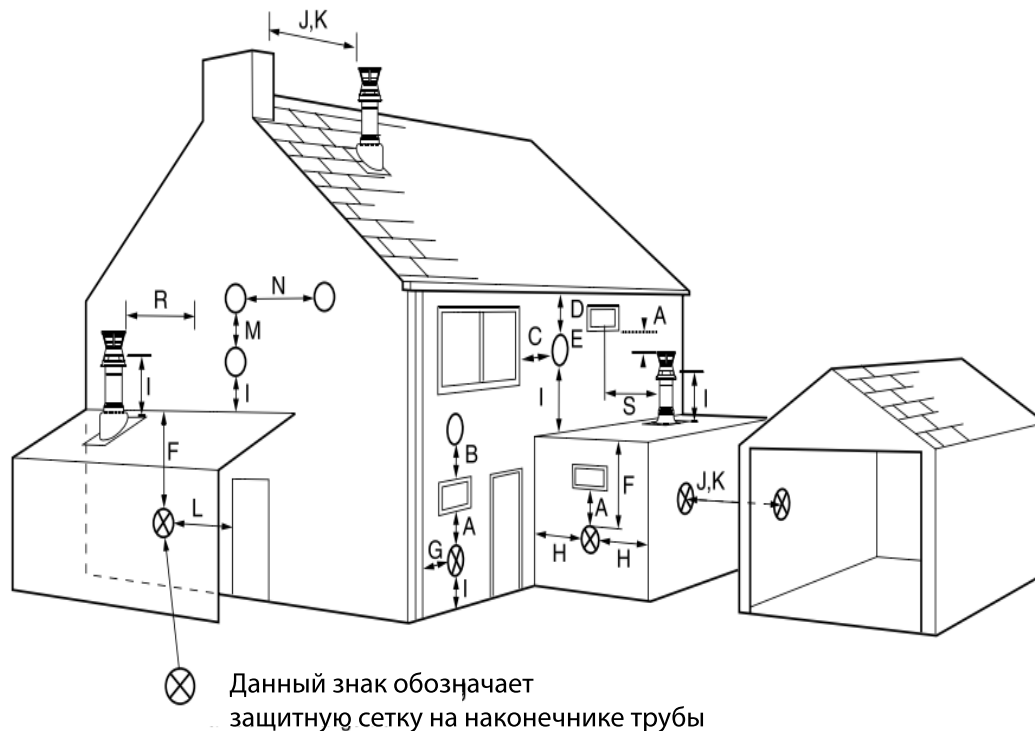 J,K
N
R
M
D
A
C
E
I
I
I
S
I
F
B
F
J,K
L
A
A
G
H
H
I
Данный знак обозначает
защитную сетку на наконечнике трубы